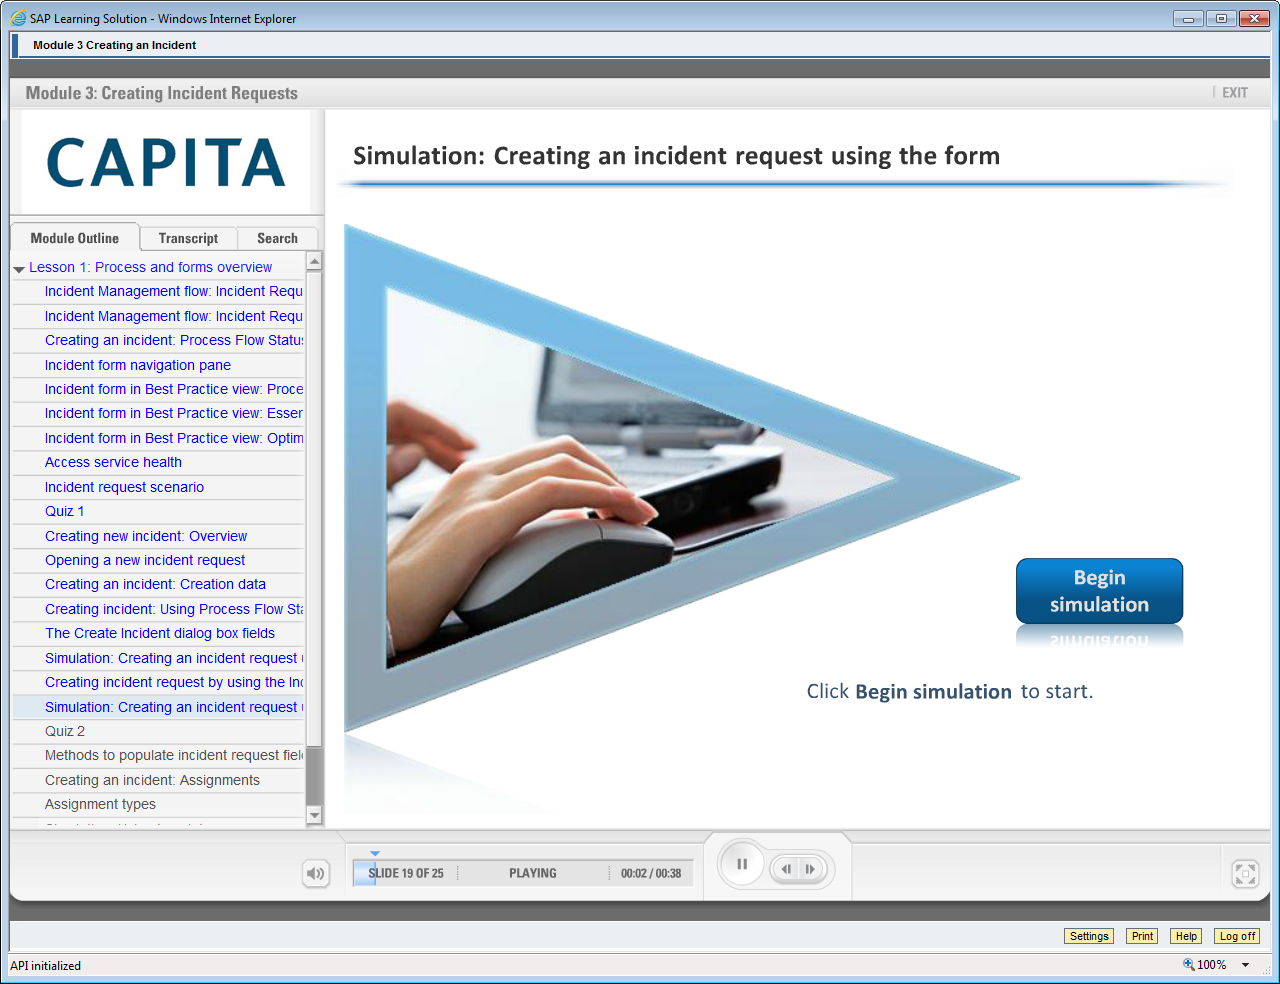 SAP Learning Solution - Windows Internet Explorer
Module 3 Creating an Incident
Module 3: Creating Incident Requests
EXIT
CAPITA
Simulation: Creating an incident request using the form
Module Outline
Transcript
Search
Lesson 1: Process and forms overview
Incident Management flow: Incident Requ
Incident Management flow: Incident Requ
Creating an incident: Process Flow Statu
Incident form navigation pane
Incident form in Best Practice view: Proce
Incident form in Best Practice view: Esser
Incident form in Best Practice view: Optim
Access service health
Incident request scenario
Quiz 1
Creating new incident: Overview
Opening a new incident request
Creating an incident: Creation data
Creating incident: Using Process Flow Sta
The Create Incident dialog box fields
Simulation: Creating an incident request
Creating incident request by using the Inc
Simulation: Creating an incident request
Quiz 2
Methods to populate incident request fiel
Creating an incident: Assignments
Assignment types
Begin
simulation
Click Begin simulation to start.
SLIDE 19 OF 25
PLAYING
00:02 / 00:38
Settings
Print
Help
Log off
API initialized
100%